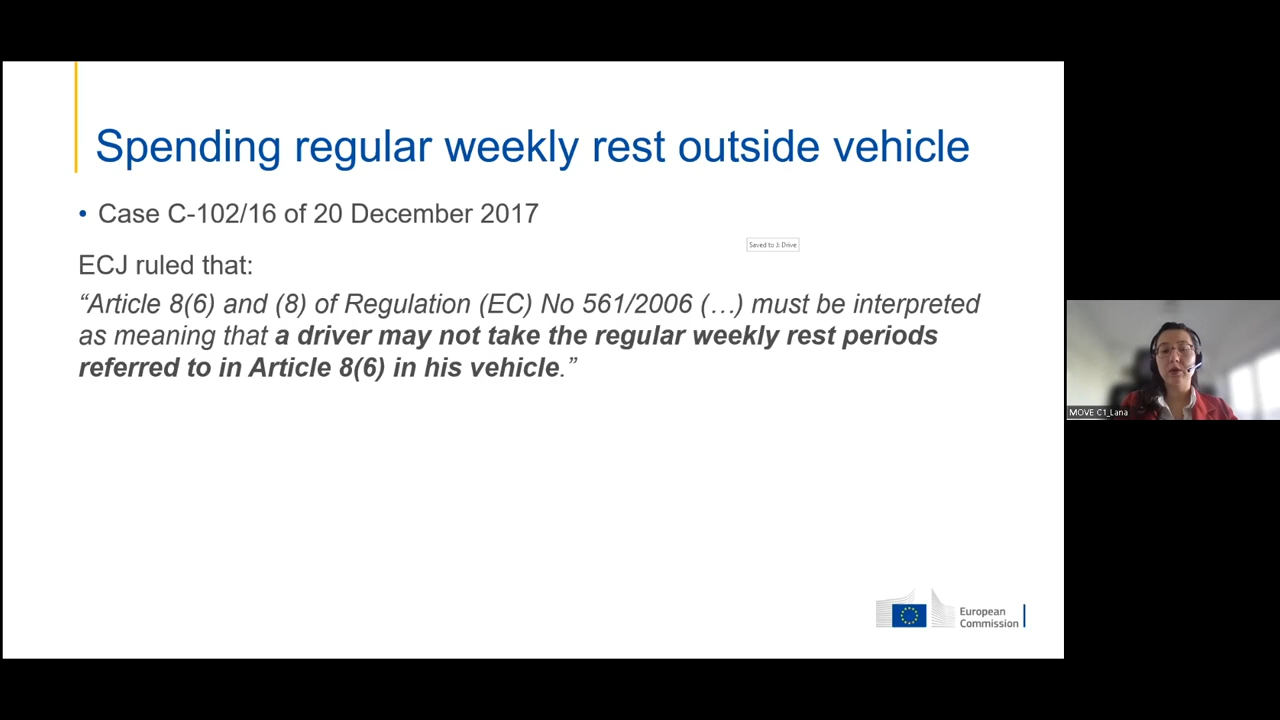 Spending regular weekly rest outside vehicle
• Case C-102/16 of 20 December 2017
Saved to J: Drive
ECJ ruled that:
“Article 8(6) and (8) of Regulation (EC) No 561/2006 (…) must be interpreted
as meaning that a driver may not take the regular weekly rest periods
referred to in Article 8(6) in his vehicle.”
MOVE C1_Lana
European
Commission